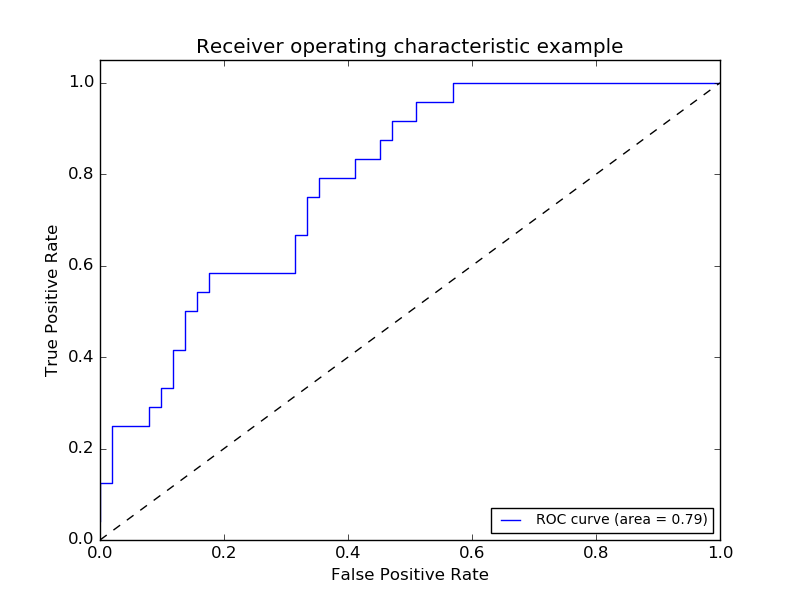 Receiver operating characteristic example
1.0
0.8
0.6
0.4
0.2
0.0
True Positive Rate
ROC curve (area = 0.79)
0.0 0.2 0.4 0.6 0.8 1.0
False Positive Rate